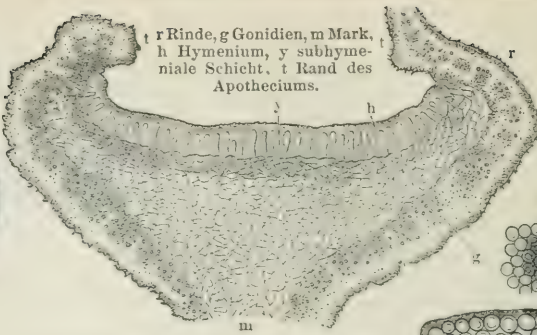 t r Rinde, g Gonidien, m Mark, t
h Hymenium, y subhyme-
niale Schicht, t Rand des
Apotheciums.
r
y h
g
m